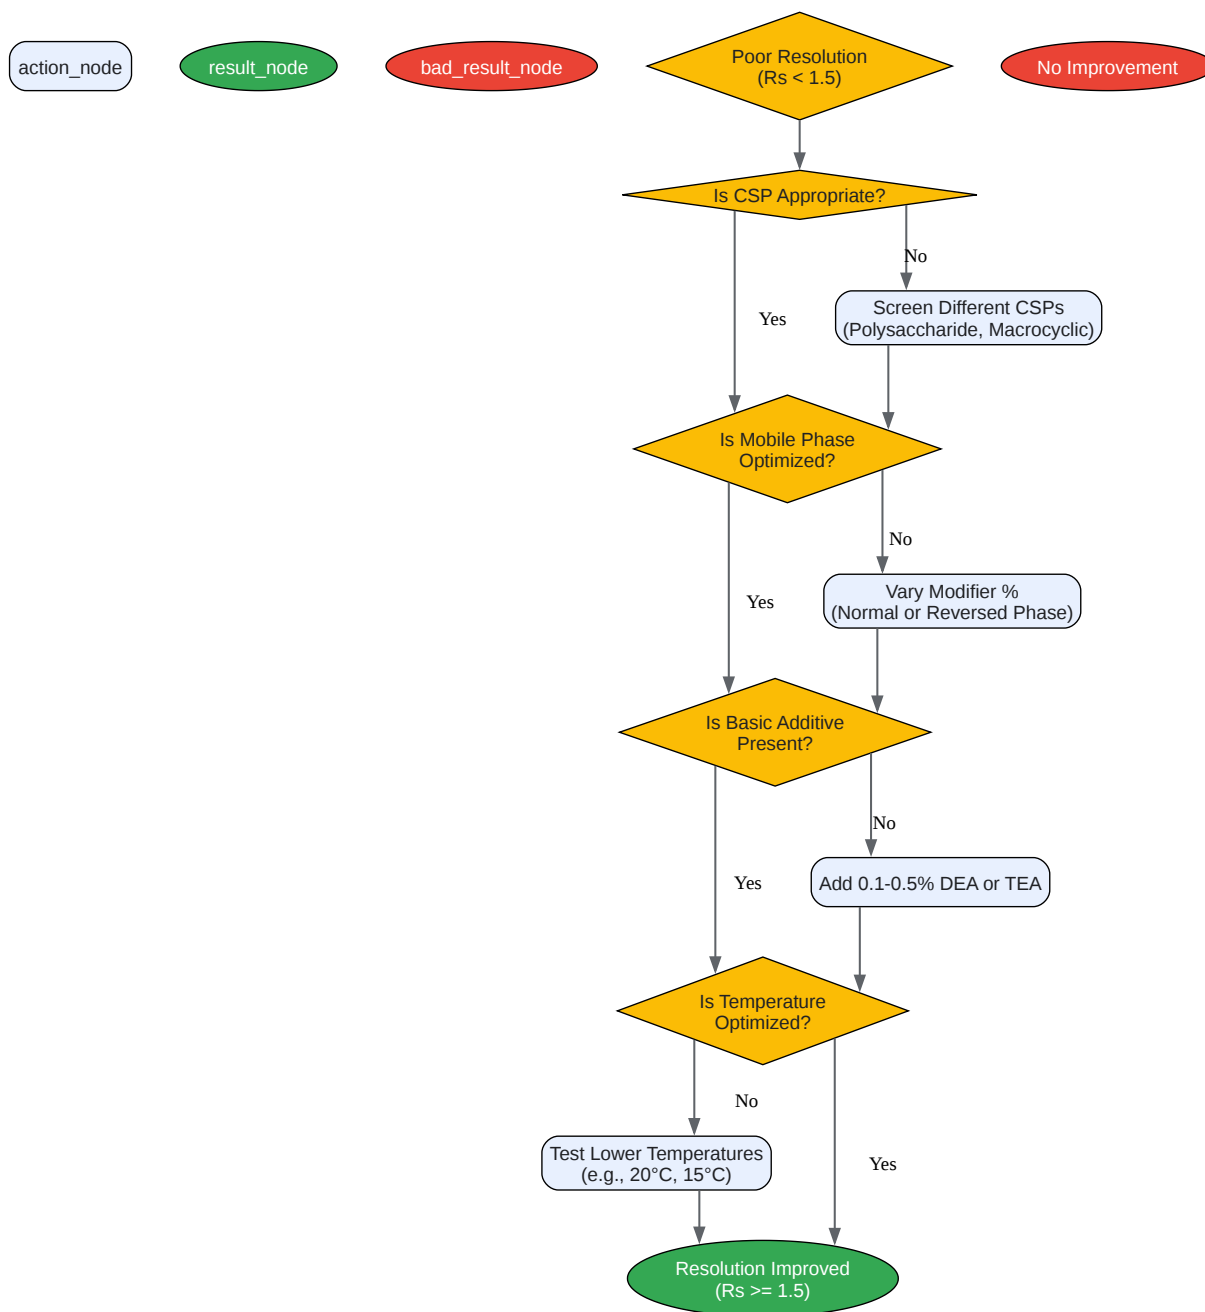 action_node
result_node
bad_result_node
Poor Resolution
(Rs < 1.5)
No Improvement
Is CSP Appropriate?
No
Yes
Screen Different CSPs
(Polysaccharide, Macrocyclic)
Is Mobile Phase
Optimized?
No
Yes
Vary Modifier %
(Normal or Reversed Phase)
Is Basic Additive
Present?
No
Yes
Add 0.1-0.5% DEA or TEA
Is Temperature
Optimized?
No
Yes
Test Lower Temperatures
(e.g., 20°C, 15°C)
Resolution Improved
(Rs >= 1.5)